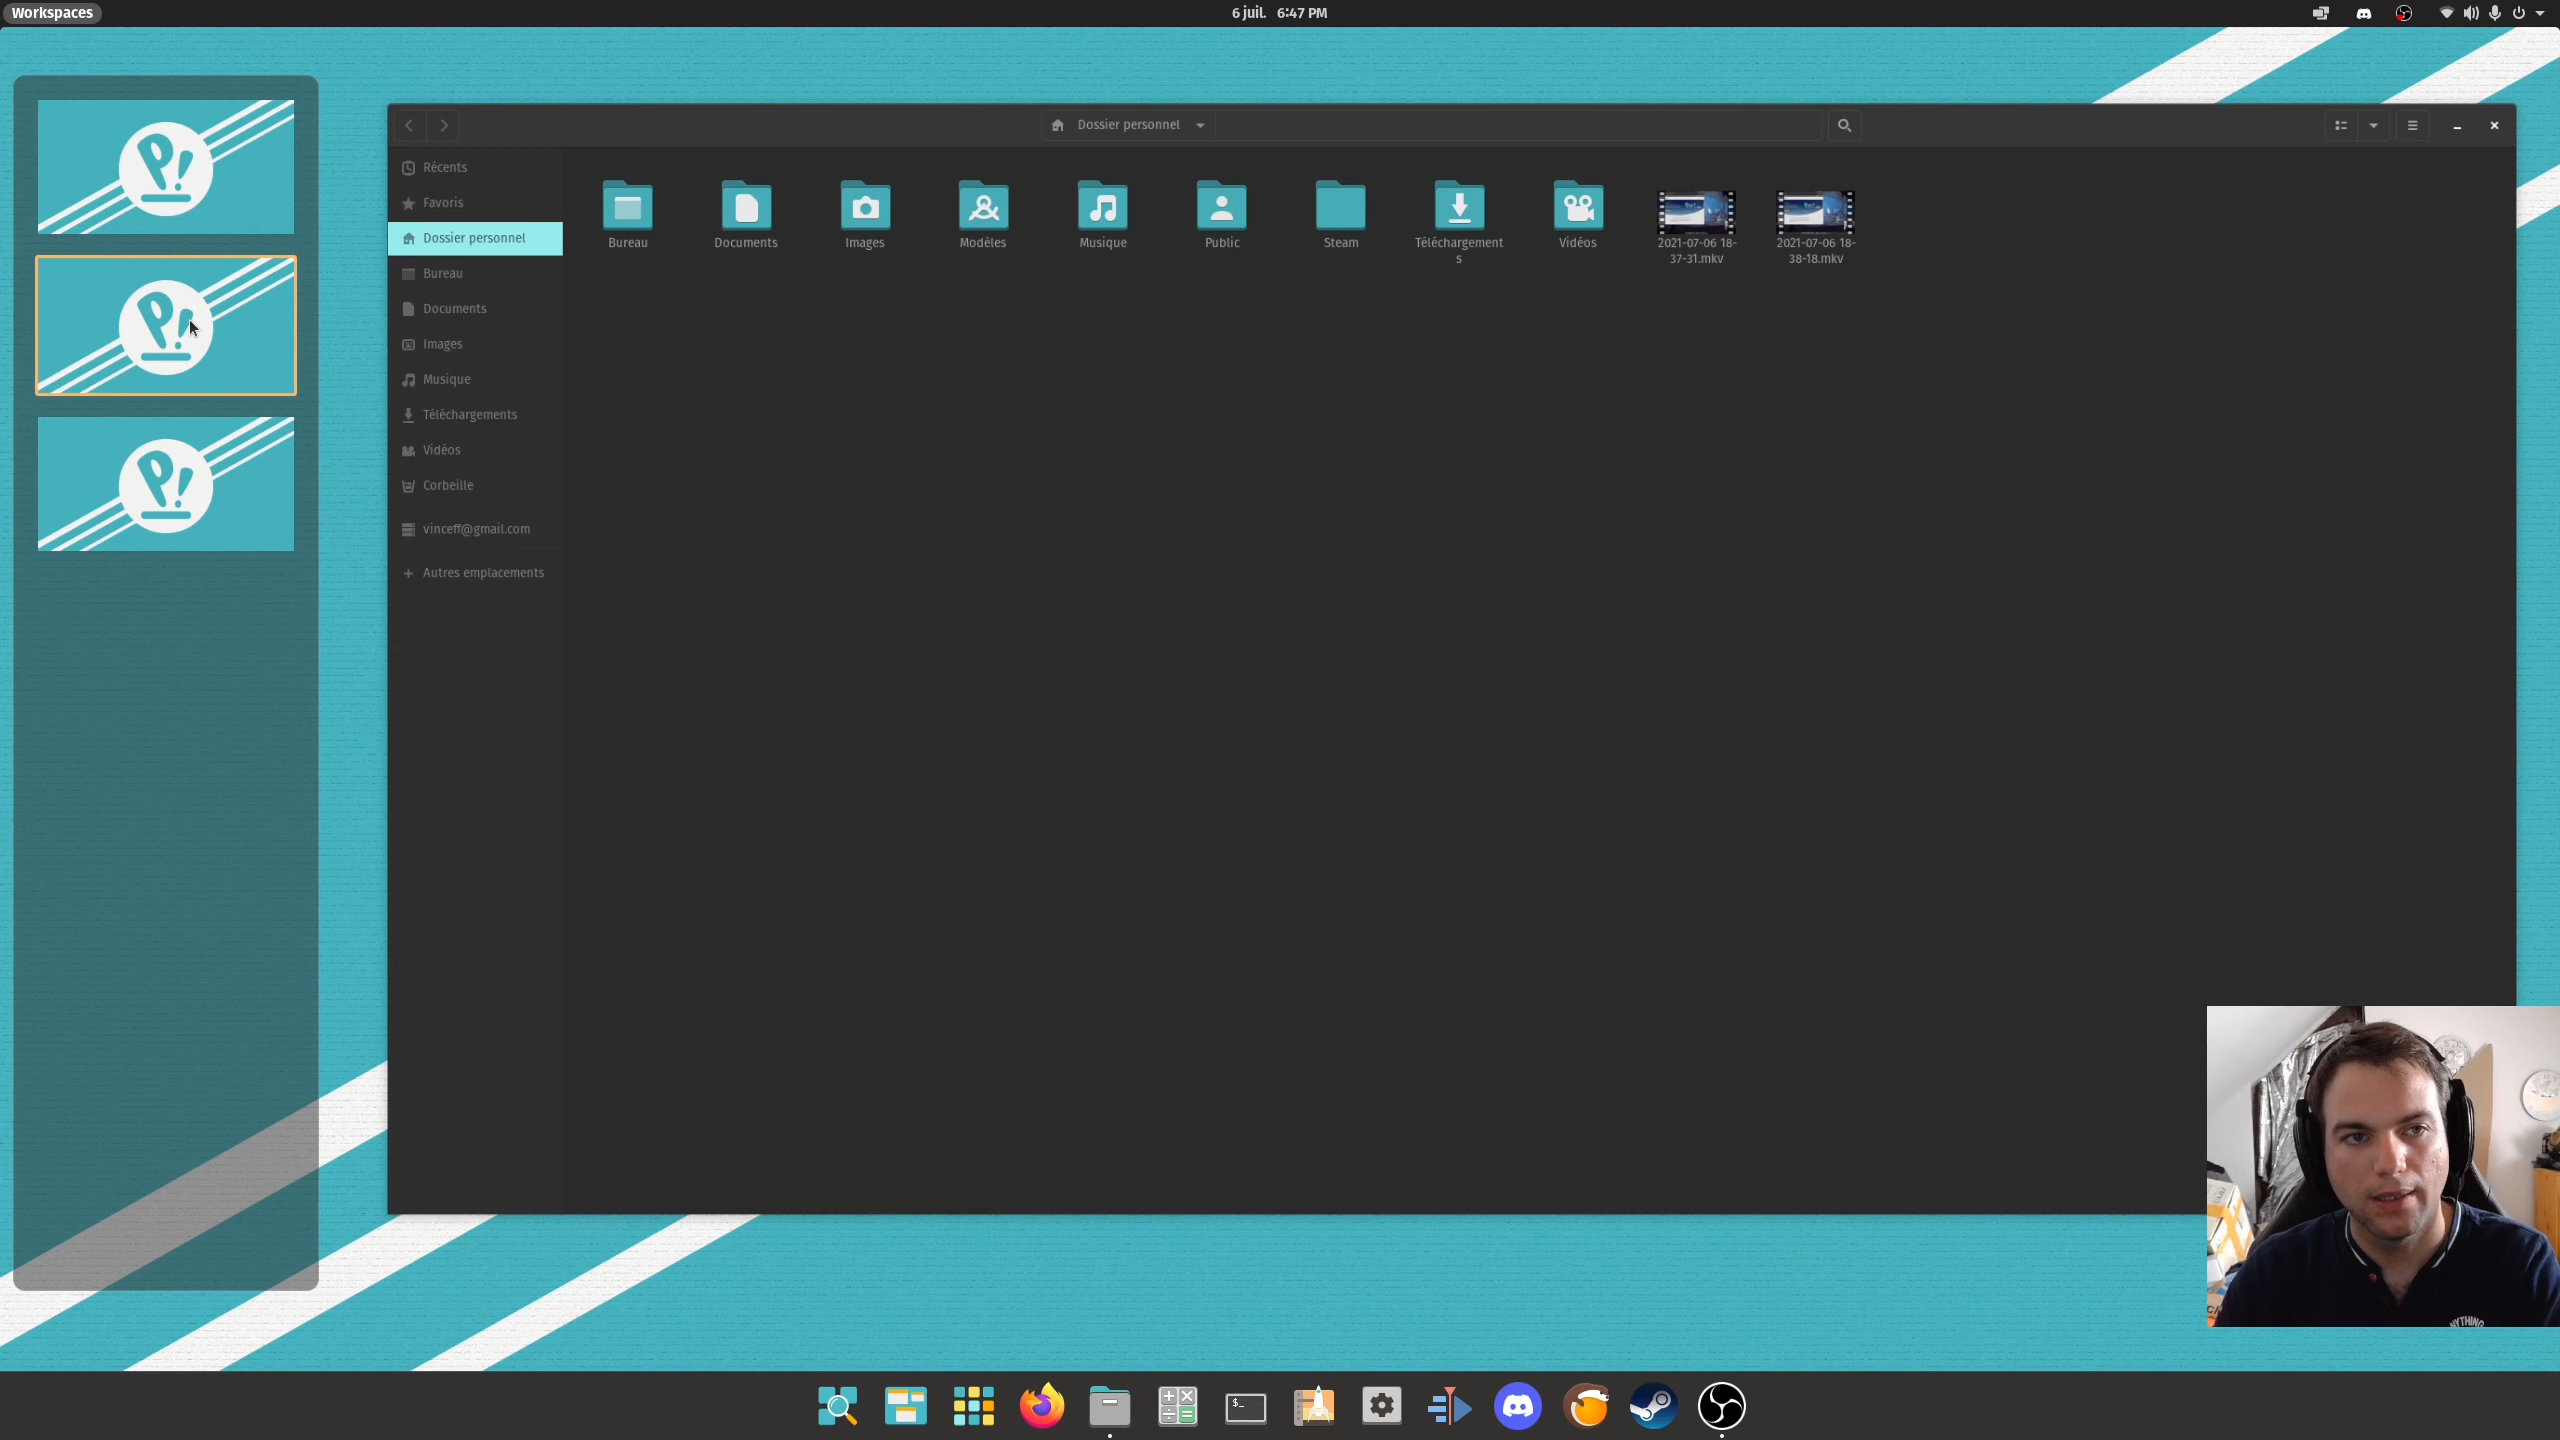 Workspaces
6 juil. 6:47 PM
Dossier personnel
Récents
Favoris
Dossier personnel
Bureau
Documents
Images
Musique
Téléchargements
Vidéos
Corbeille
vinceff@gmail.com
Autres emplacements
Bureau
Documents
Images
Modèles
Musique
Public
Steam
Téléchargement
s
Vidéos
2021-07-06 18-
37-31.mkv
2021-07-06 18-
38-18.mkv
P!
P!
P!
$_
YTHING